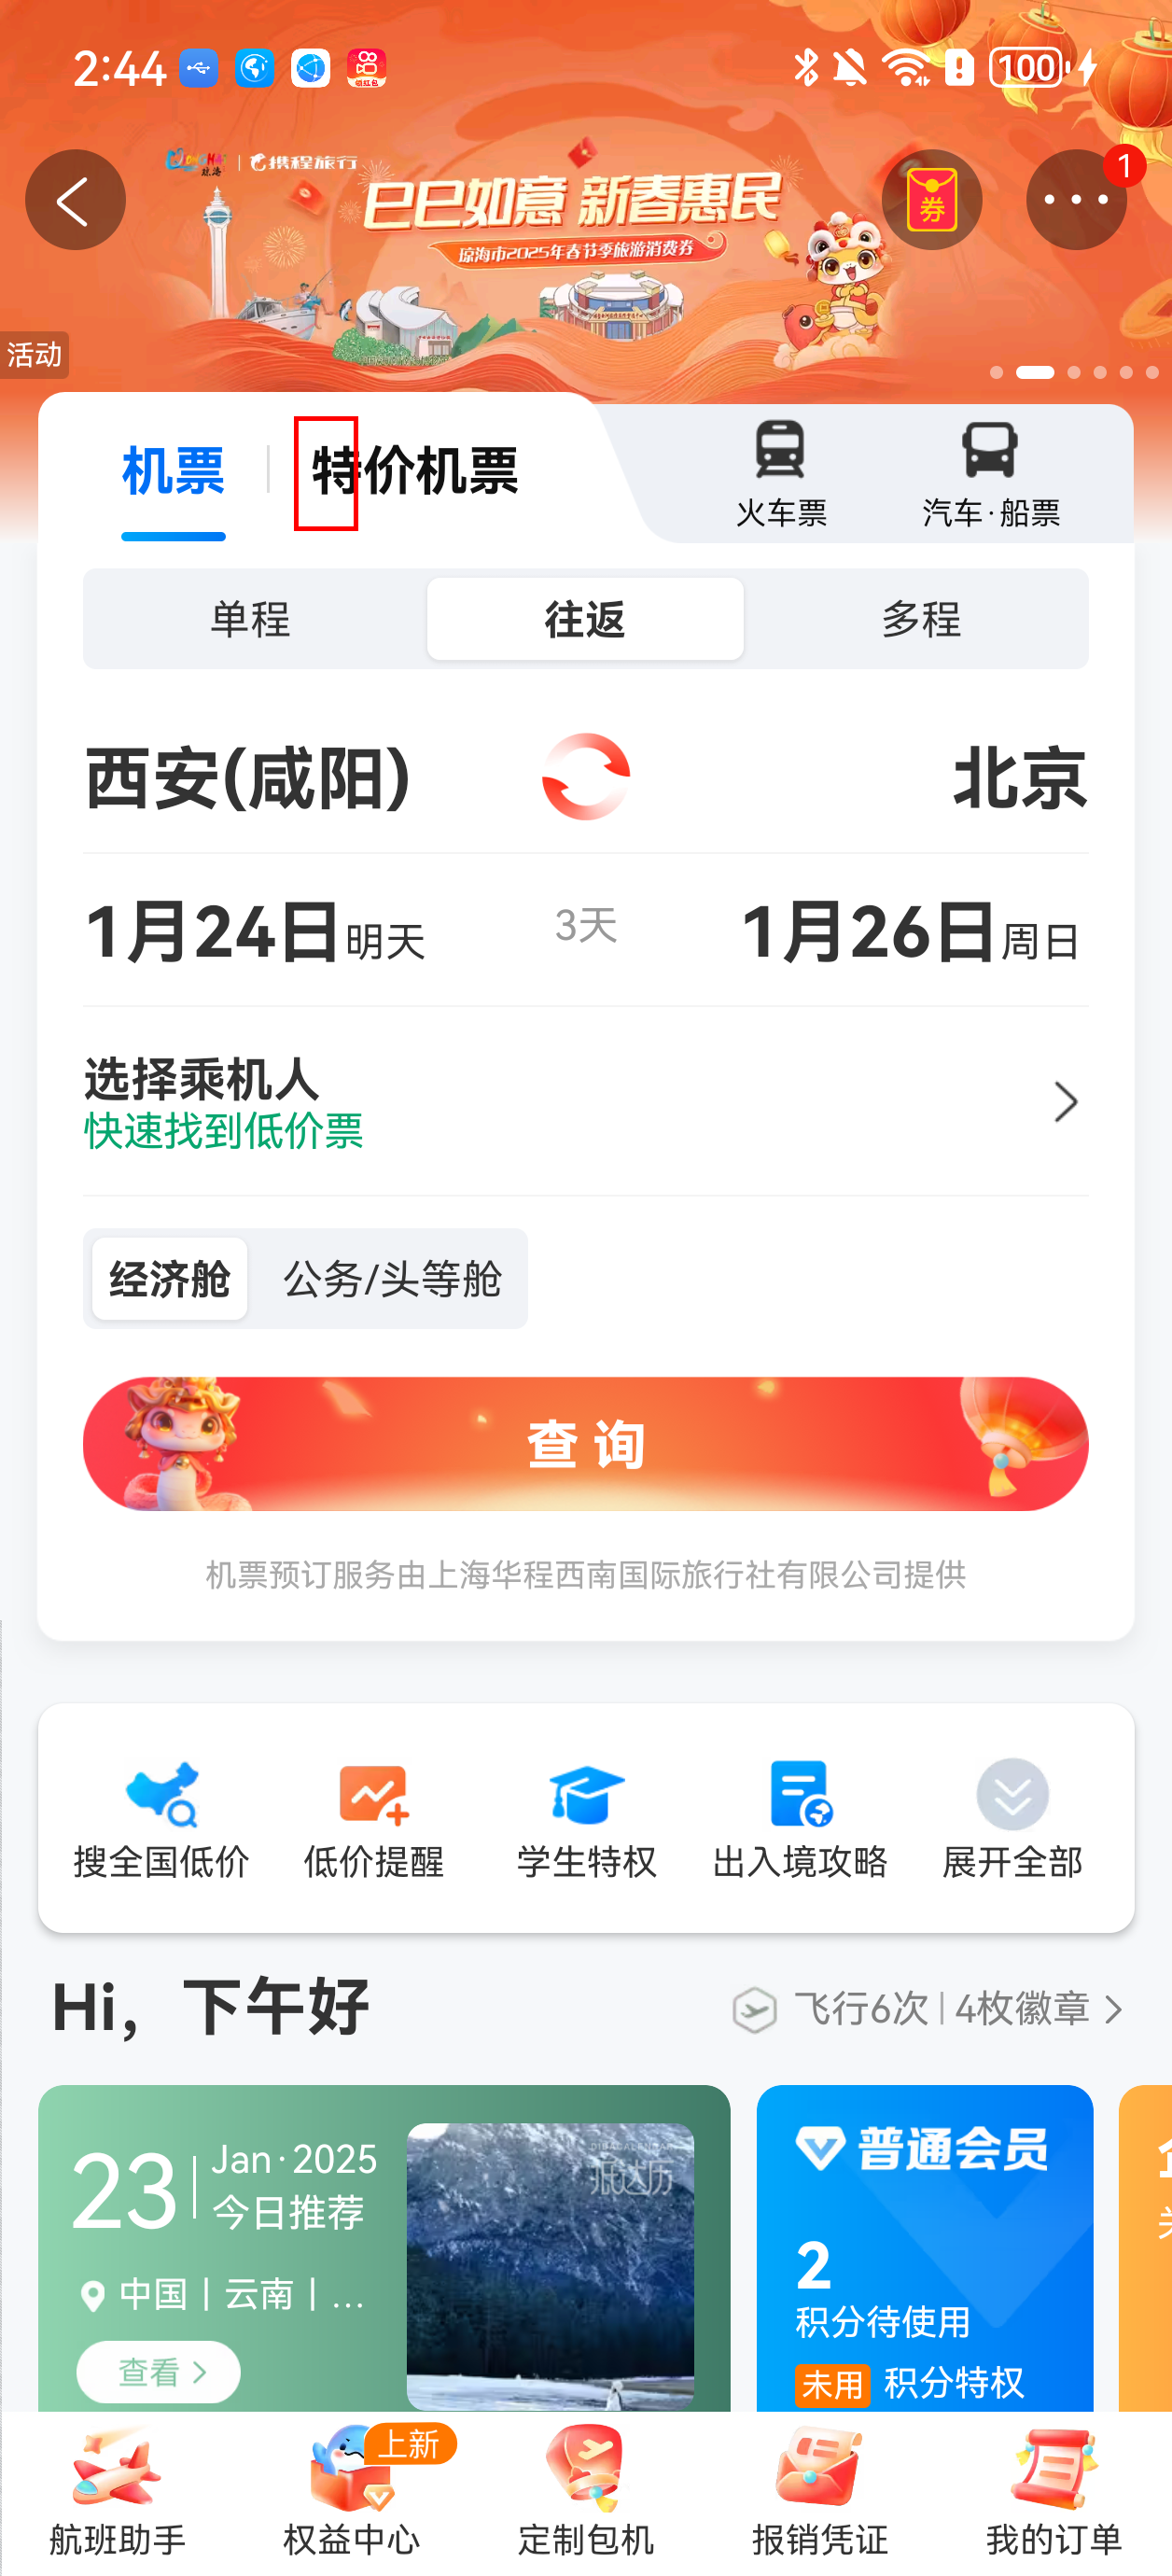 2:44
领红包
100
携程旅行
巳巳如意 新春惠民
琼海市2025年春节季旅游消费券
券
1
活动
机票
特价机票
火车票
汽车·船票
单程
往返
多程
西安(咸阳)
北京
1月24日明天
3天
1月26日周日
选择乘机人
快速找到低价票
经济舱
公务/头等舱
查 询
机票预订服务由上海华程西南国际旅行社有限公司提供
搜全国低价
低价提醒
学生特权
出入境攻略
展开全部
Hi，下午好
飞行6次
4枚徽章
23
Jan·2025
今日推荐
中国丨云南丨...
查看
普通会员
2
积分待使用
未用 积分特权
航班助手
上新
权益中心
定制包机
报销凭证
我的订单